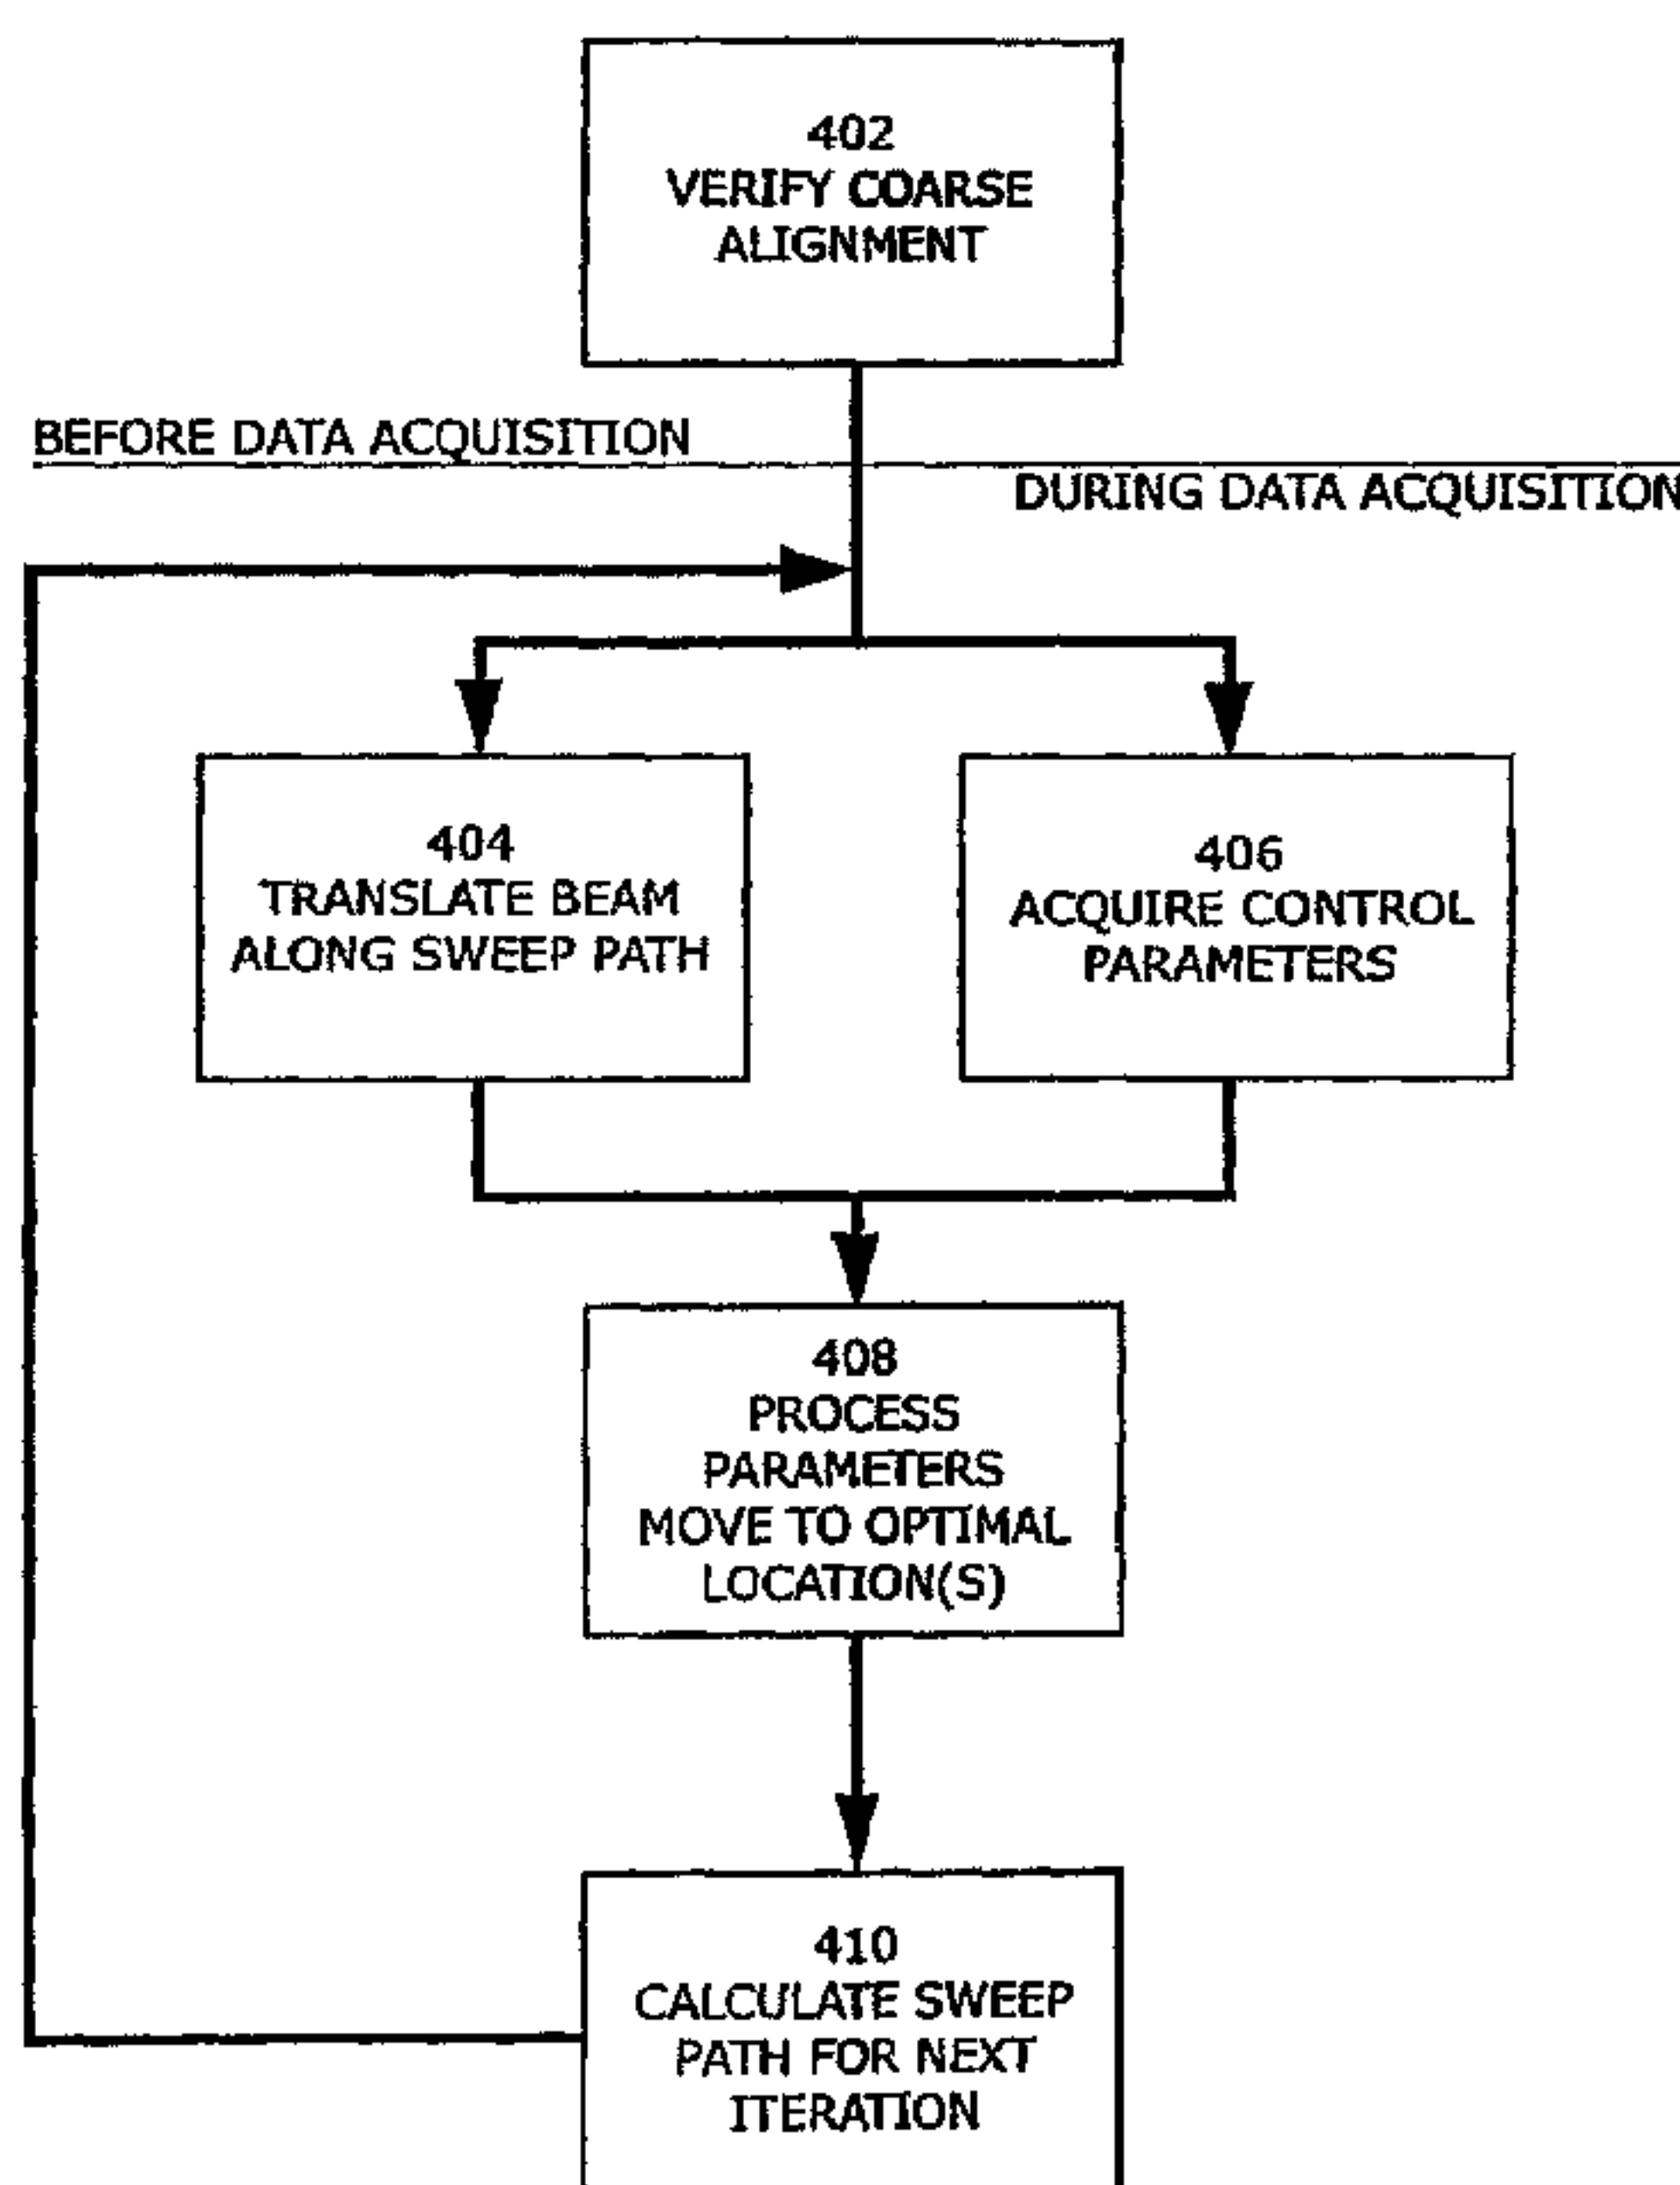 402
VERIFY COARSE
ALIGNMENT
BEFORE DATA ACQUISITION
DURING DATA ACQUISITION
404
TRANSLATE BEAM
ALONG SWEEP PATH
406
ACQUIRE CONTROL
PARAMETERS
408
PROCESS
PARAMETERS
MOVE TO OPTIMAL
LOCATION(S)
410
CALCULATE SWEEP
PATH FOR NEXT
ITERATION